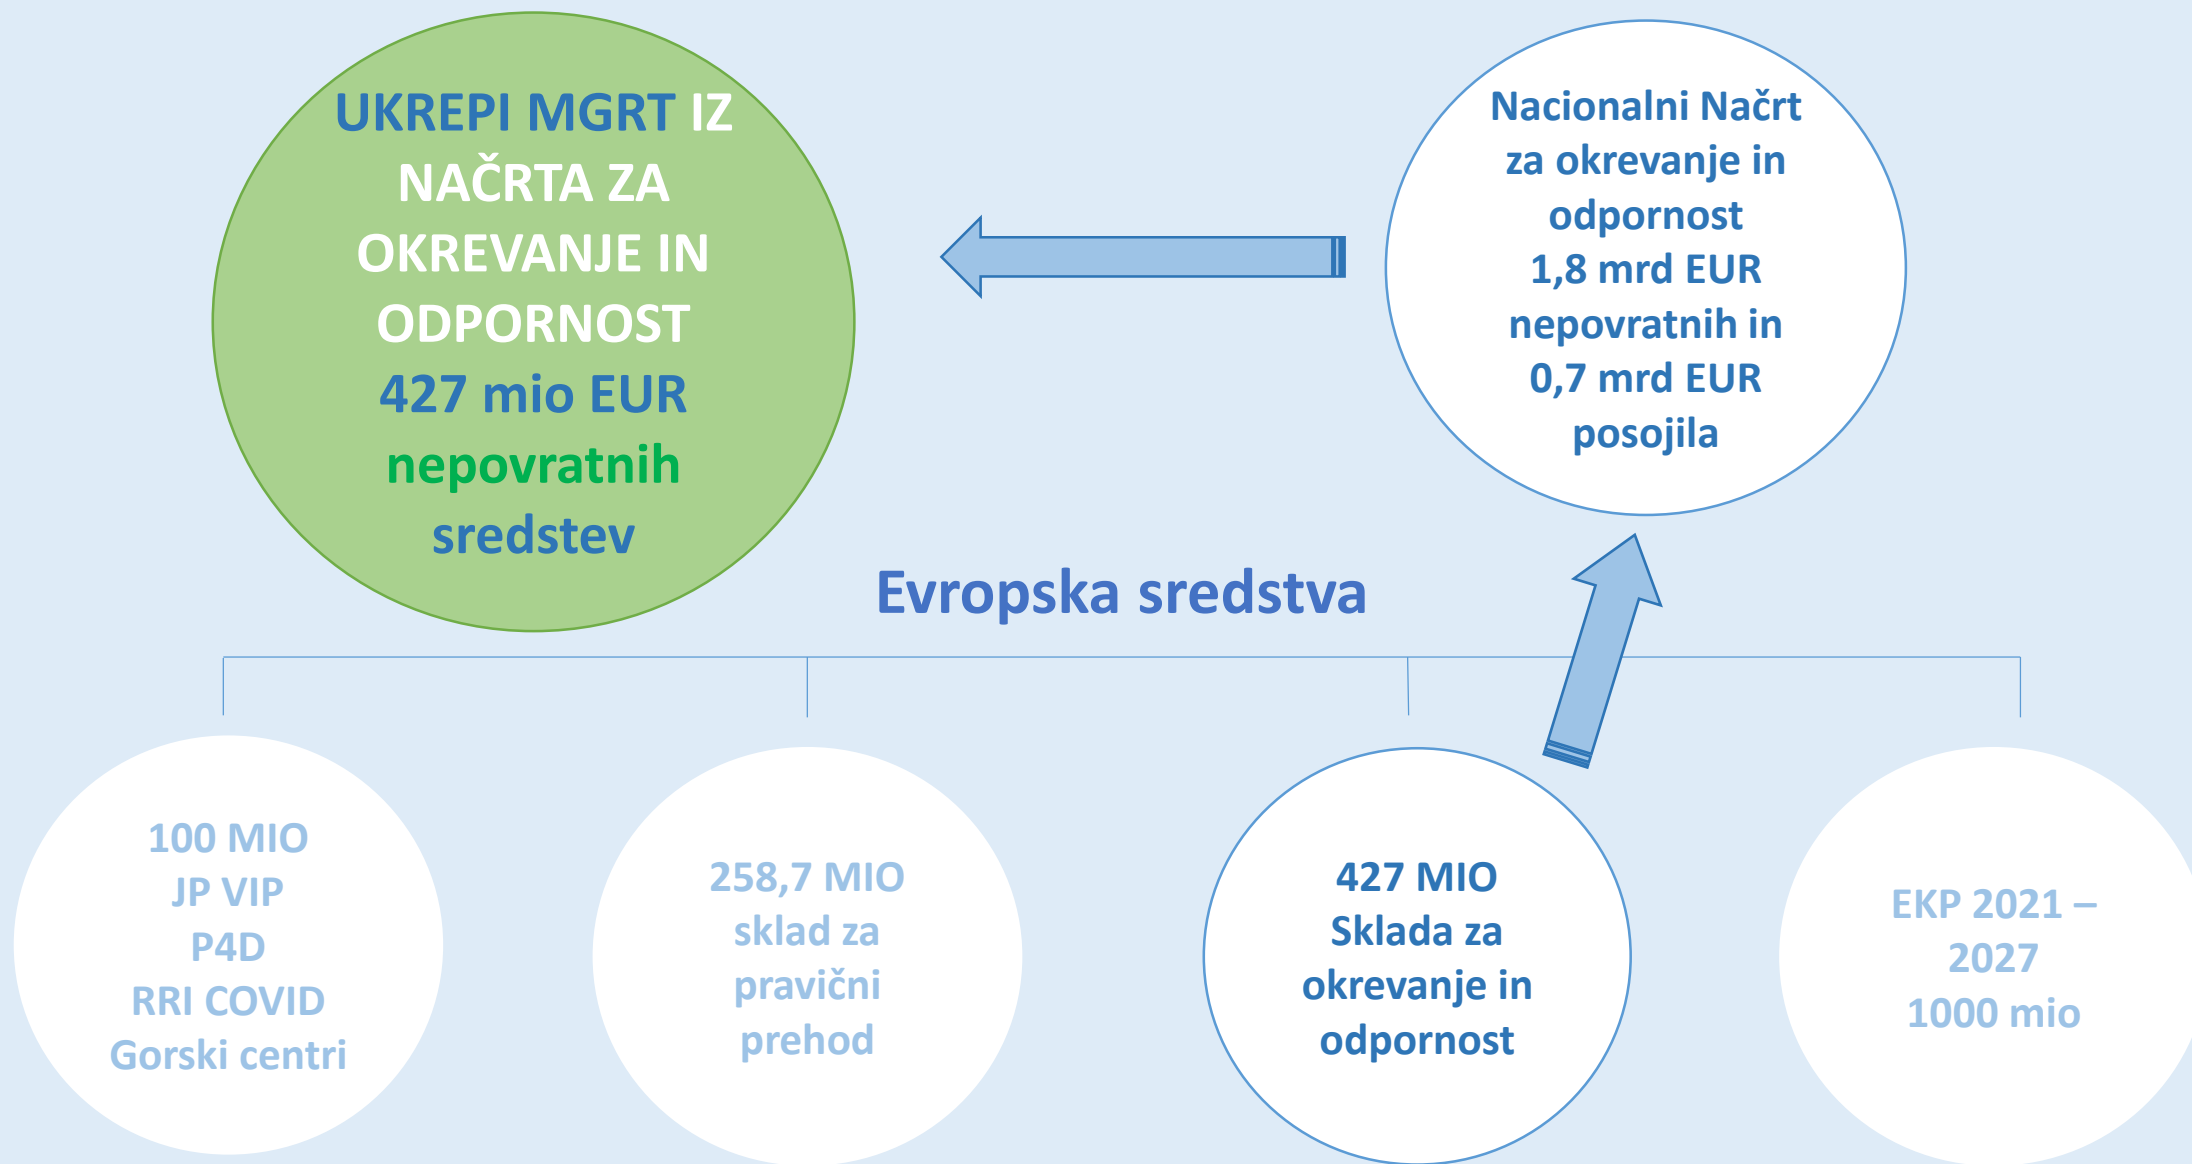 UKREPI MGRT IZ
NAČRTA ZA
OKREVANJE IN
ODPORNOST
427 mio EUR
nepovratnih
sredstev
Nacionalni Načrt
za okrevanje in
odpornost
1,8 mrd EUR
nepovratnih in
0,7 mrd EUR
posojila
Evropska sredstva
100 MIO
JP VIP
P4D
RRI COVID
Gorski centri
258,7 MIO
sklad za
pravični
prehod
427 MIO
Sklada za
okrevanje in
odpornost
EKP 2021 –
2027
1000 mio